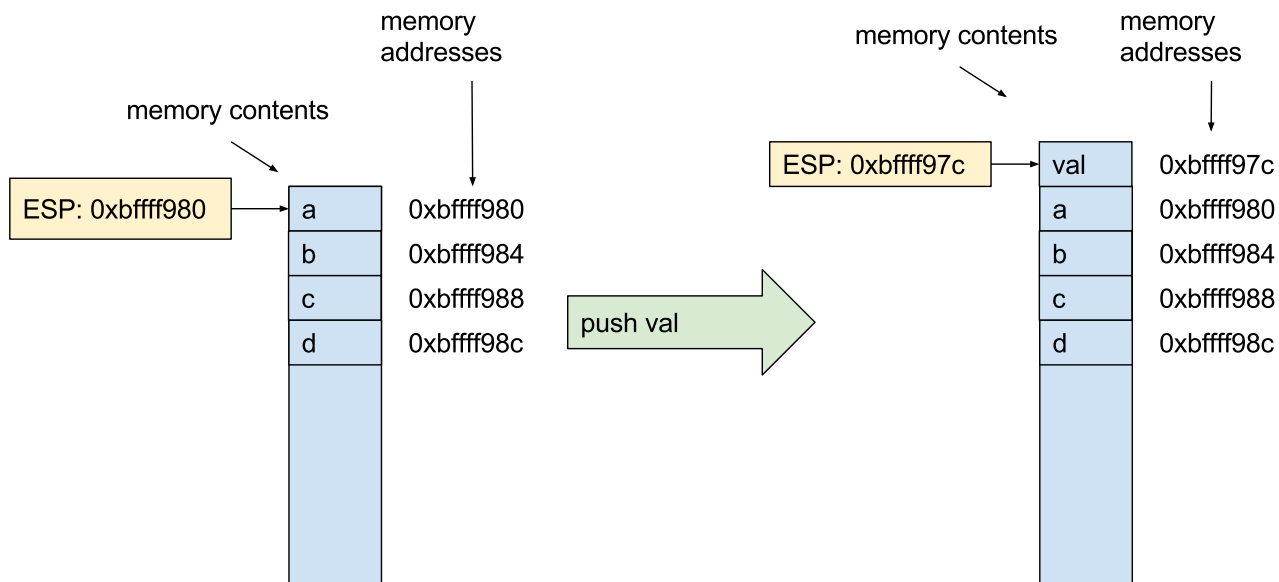 memory
addresses
memory contents
ESP: 0xbffff980
a
0xbffff980
b
0xbffff984
c
0xbffff988
d
0xbffff98c
push val
memory
addresses
memory contents
ESP: 0xbffff97c
val
0xbffff97c
a
0xbffff980
b
0xbffff984
c
0xbffff988
d
0xbffff98c